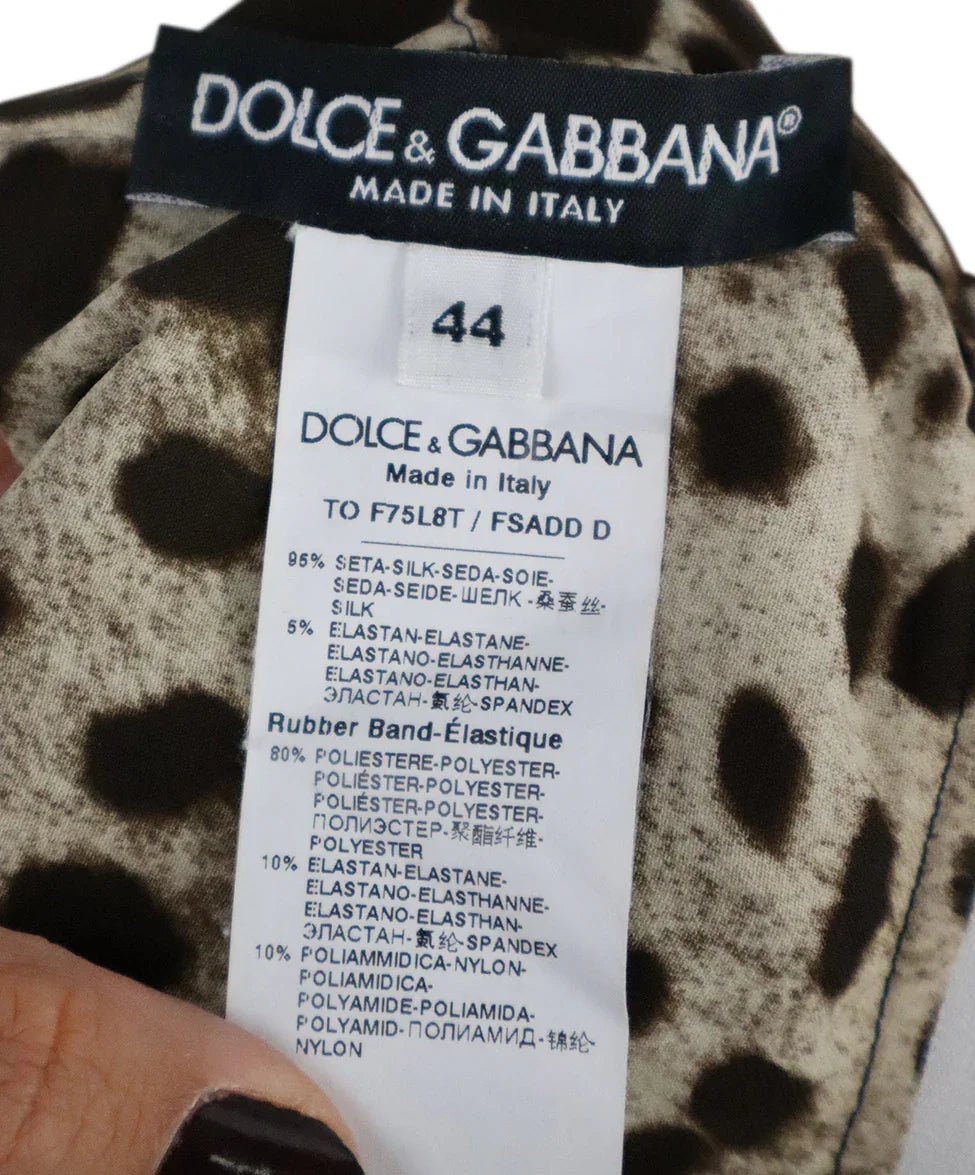 DOLCE & GABBANA®
MADE IN ITALY
44
DOLCE & GABBANA
Made in Italy
TO F75L8T / FSADD D
95% SETA-SILK-SEDA-SOIE-
SEDA-SEIDE-ШЕЛК-桑蚕丝-
SILK
5% ELASTAN-ELASTANE-
ELASTANO-ELASTHANNE-
ELASTANO-ELASTHAN-
ЭЛАСТАН-氨纶-SPANDEX
Rubber Band-Élastique
80% POLIESTERE-POLYESTER-
POLIÉSTER-POLYESTER-
POLIÉSTER-POLYESTER-
ПОЛИЭСТЕР-聚酯纤维-
POLYESTER
10% ELASTAN-ELASTANE-
ELASTANO-ELASTHANNE-
ELASTANO-ELASTHAN-
ЭЛАСТАН-氨纶-SPANDEX
10% POLIAMMIDICA-NYLON-
POLIAMIDICA-
POLYAMIDE-POLIAMIDA-
POLYAMID-ПОЛИАМИД-锦纶-
NYLON